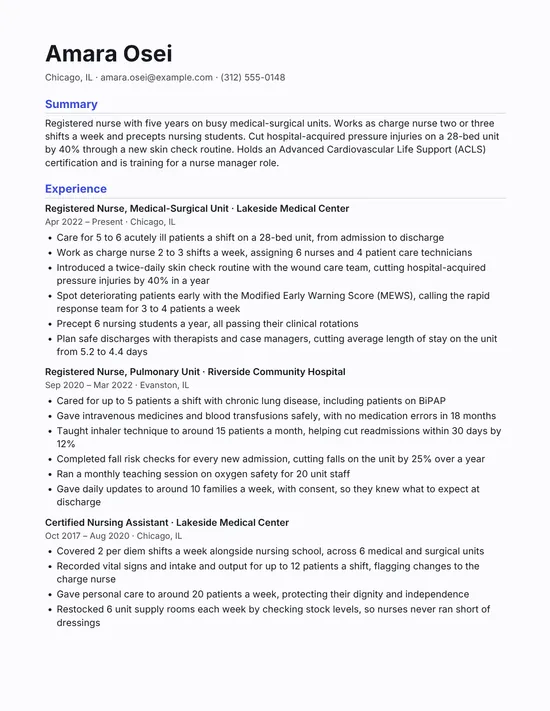 Amara Osei
Chicago, IL · amara.osei@example.com · (312) 555-0148
Summary
Registered nurse with five years on busy medical-surgical units. Works as charge nurse two or three
shifts a week and precepts nursing students. Cut hospital-acquired pressure injuries on a 28-bed unit
by 40% through a new skin check routine. Holds an Advanced Cardiovascular Life Support (ACLS)
certification and is training for a nurse manager role.
Experience
Registered Nurse, Medical-Surgical Unit · Lakeside Medical Center
Apr 2022 – Present · Chicago, IL
• Care for 5 to 6 acutely ill patients a shift on a 28-bed unit, from admission to discharge
• Work as charge nurse 2 to 3 shifts a week, assigning 6 nurses and 4 patient care technicians
• Introduced a twice-daily skin check routine with the wound care team, cutting hospital-acquired
pressure injuries by 40% in a year
• Spot deteriorating patients early with the Modified Early Warning Score (MEWS), calling the rapid
response team for 3 to 4 patients a week
• Precept 6 nursing students a year, all passing their clinical rotations
• Plan safe discharges with therapists and case managers, cutting average length of stay on the unit
from 5.2 to 4.4 days
Registered Nurse, Pulmonary Unit · Riverside Community Hospital
Sep 2020 – Mar 2022 · Evanston, IL
• Cared for up to 5 patients a shift with chronic lung disease, including patients on BiPAP
• Gave intravenous medicines and blood transfusions safely, with no medication errors in 18 months
• Taught inhaler technique to around 15 patients a month, helping cut readmissions within 30 days by
12%
• Completed fall risk checks for every new admission, cutting falls on the unit by 25% over a year
• Ran a monthly teaching session on oxygen safety for 20 unit staff
• Gave daily updates to around 10 families a week, with consent, so they knew what to expect at
discharge
Certified Nursing Assistant · Lakeside Medical Center
Oct 2017 – Aug 2020 · Chicago, IL
• Covered 2 per diem shifts a week alongside nursing school, across 6 medical and surgical units
• Recorded vital signs and intake and output for up to 12 patients a shift, flagging changes to the
charge nurse
• Gave personal care to around 20 patients a week, protecting their dignity and independence
• Restocked 6 unit supply rooms each week by checking stock levels, so nurses never ran short of
dressings